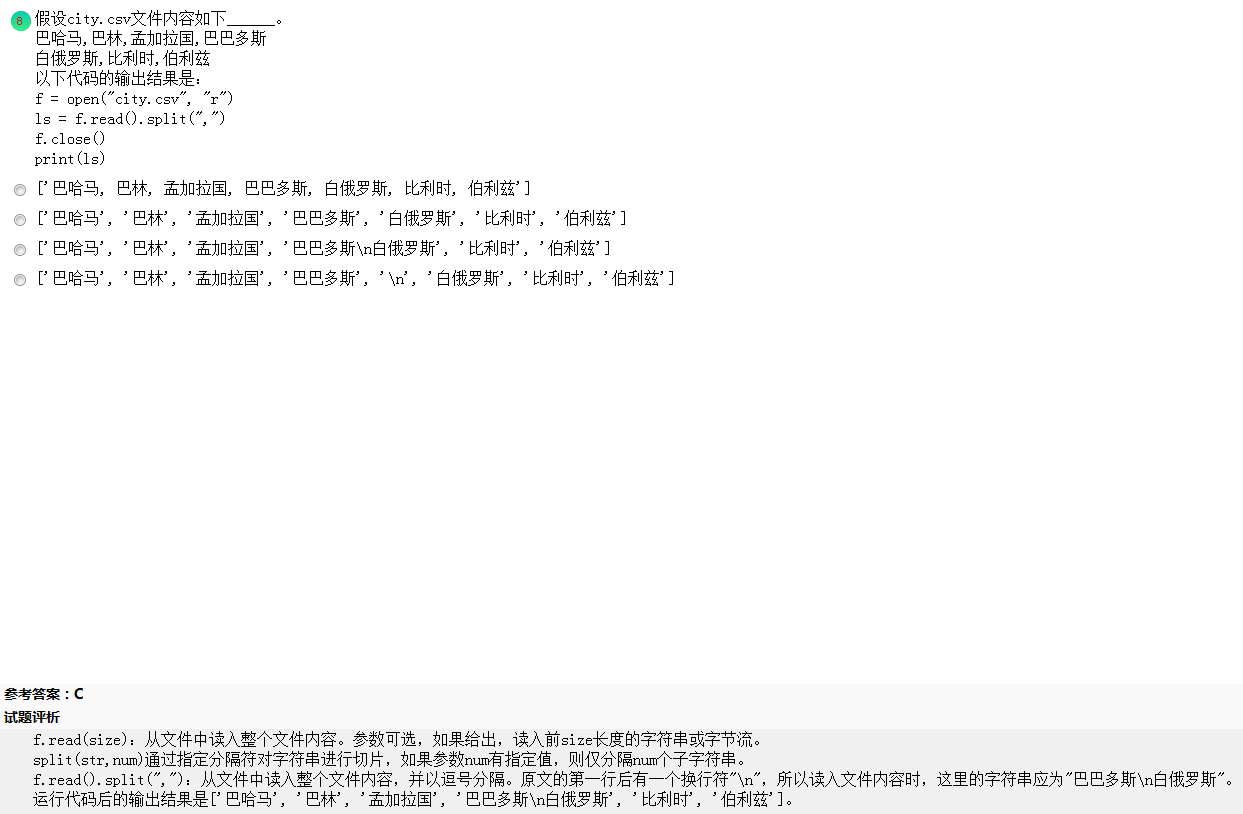 8 假设city.csv文件内容如下______。
巴哈马,巴林,孟加拉国,巴巴多斯
白俄罗斯,比利时,伯利兹
以下代码的输出结果是：
f = open("city.csv", "r")
ls = f.read().split(",")
f.close()
print(ls)
['巴哈马, 巴林, 孟加拉国, 巴巴多斯, 白俄罗斯, 比利时, 伯利兹']
['巴哈马', '巴林', '孟加拉国', '巴巴多斯', '白俄罗斯', '比利时', '伯利兹']
['巴哈马', '巴林', '孟加拉国', '巴巴多斯\n白俄罗斯', '比利时', '伯利兹']
['巴哈马', '巴林', '孟加拉国', '巴巴多斯', '\n', '白俄罗斯', '比利时', '伯利兹']
参考答案：C
试题评析
f.read(size)：从文件中读入整个文件内容。参数可选，如果给出，读入前size长度的字符串或字节流。
split(str,num)通过指定分隔符对字符串进行切片，如果参数num有指定值，则仅分隔num个子字符串。
f.read().split(",")：从文件中读入整个文件内容，并以逗号分隔。原文的第一行后有一个换行符"\n"，所以读入文件内容时，这里的字符串应为"巴巴多斯\n白俄罗斯"。
运行代码后的输出结果是['巴哈马', '巴林', '孟加拉国', '巴巴多斯\n白俄罗斯', '比利时', '伯利兹']。